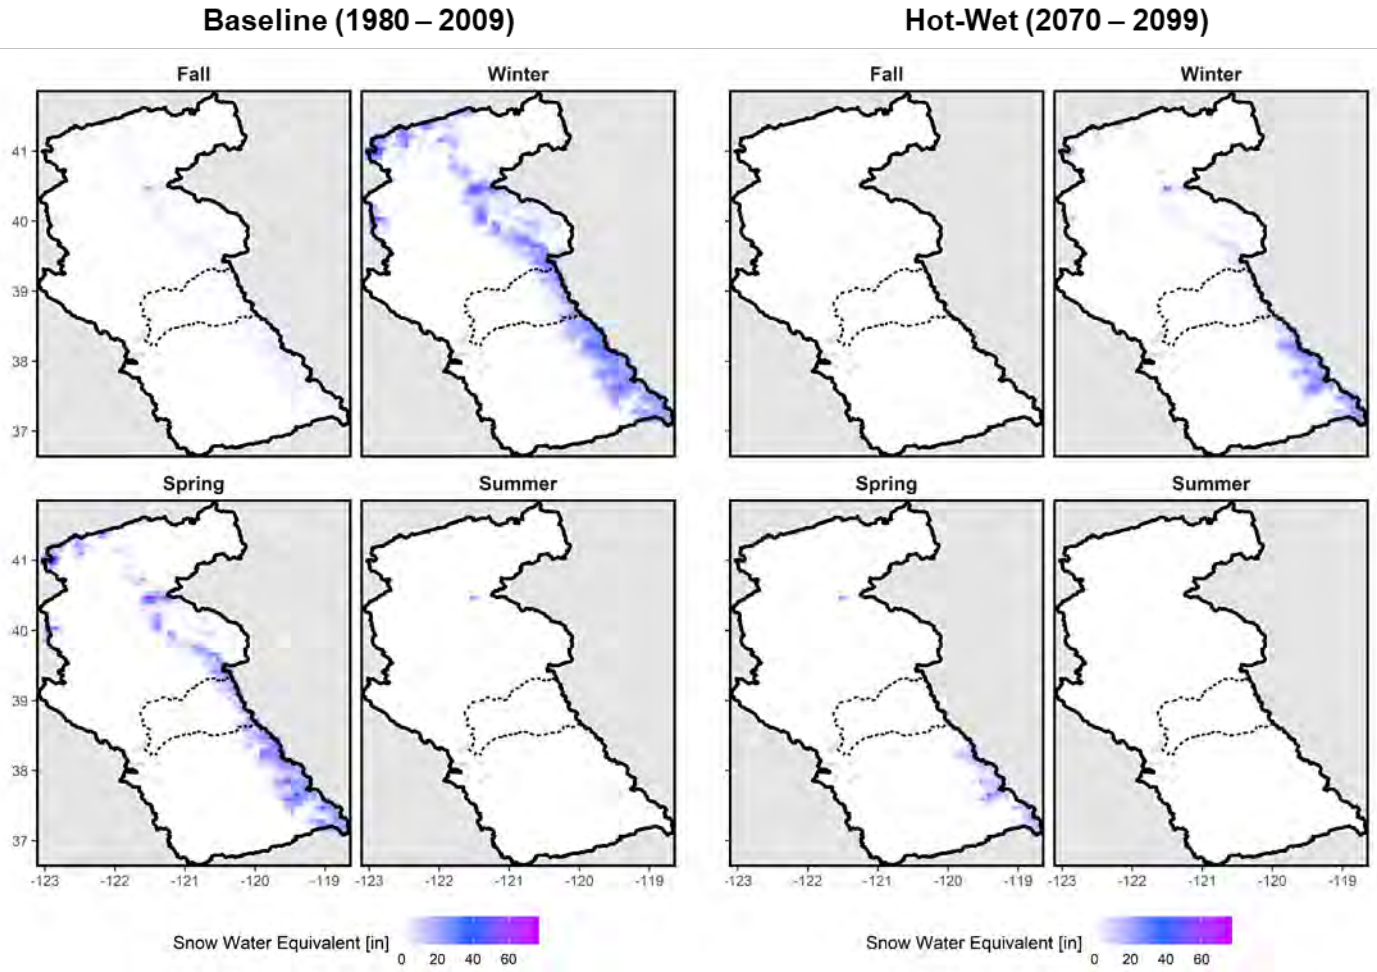 Baseline (1980 – 2009)
Hot-Wet (2070 – 2099)
Fall
Winter
Fall
Winter
41
40
39
38
37
Spring
Summer
Spring
Summer
41
40
39
38
37
-123 -122 -121 -120 -119
-123 -122 -121 -120 -119
-123 -122 -121 -120 -119
-123 -122 -121 -120 -119
Snow Water Equivalent [in]
0 20 40 60
Snow Water Equivalent [in]
0 20 40 60